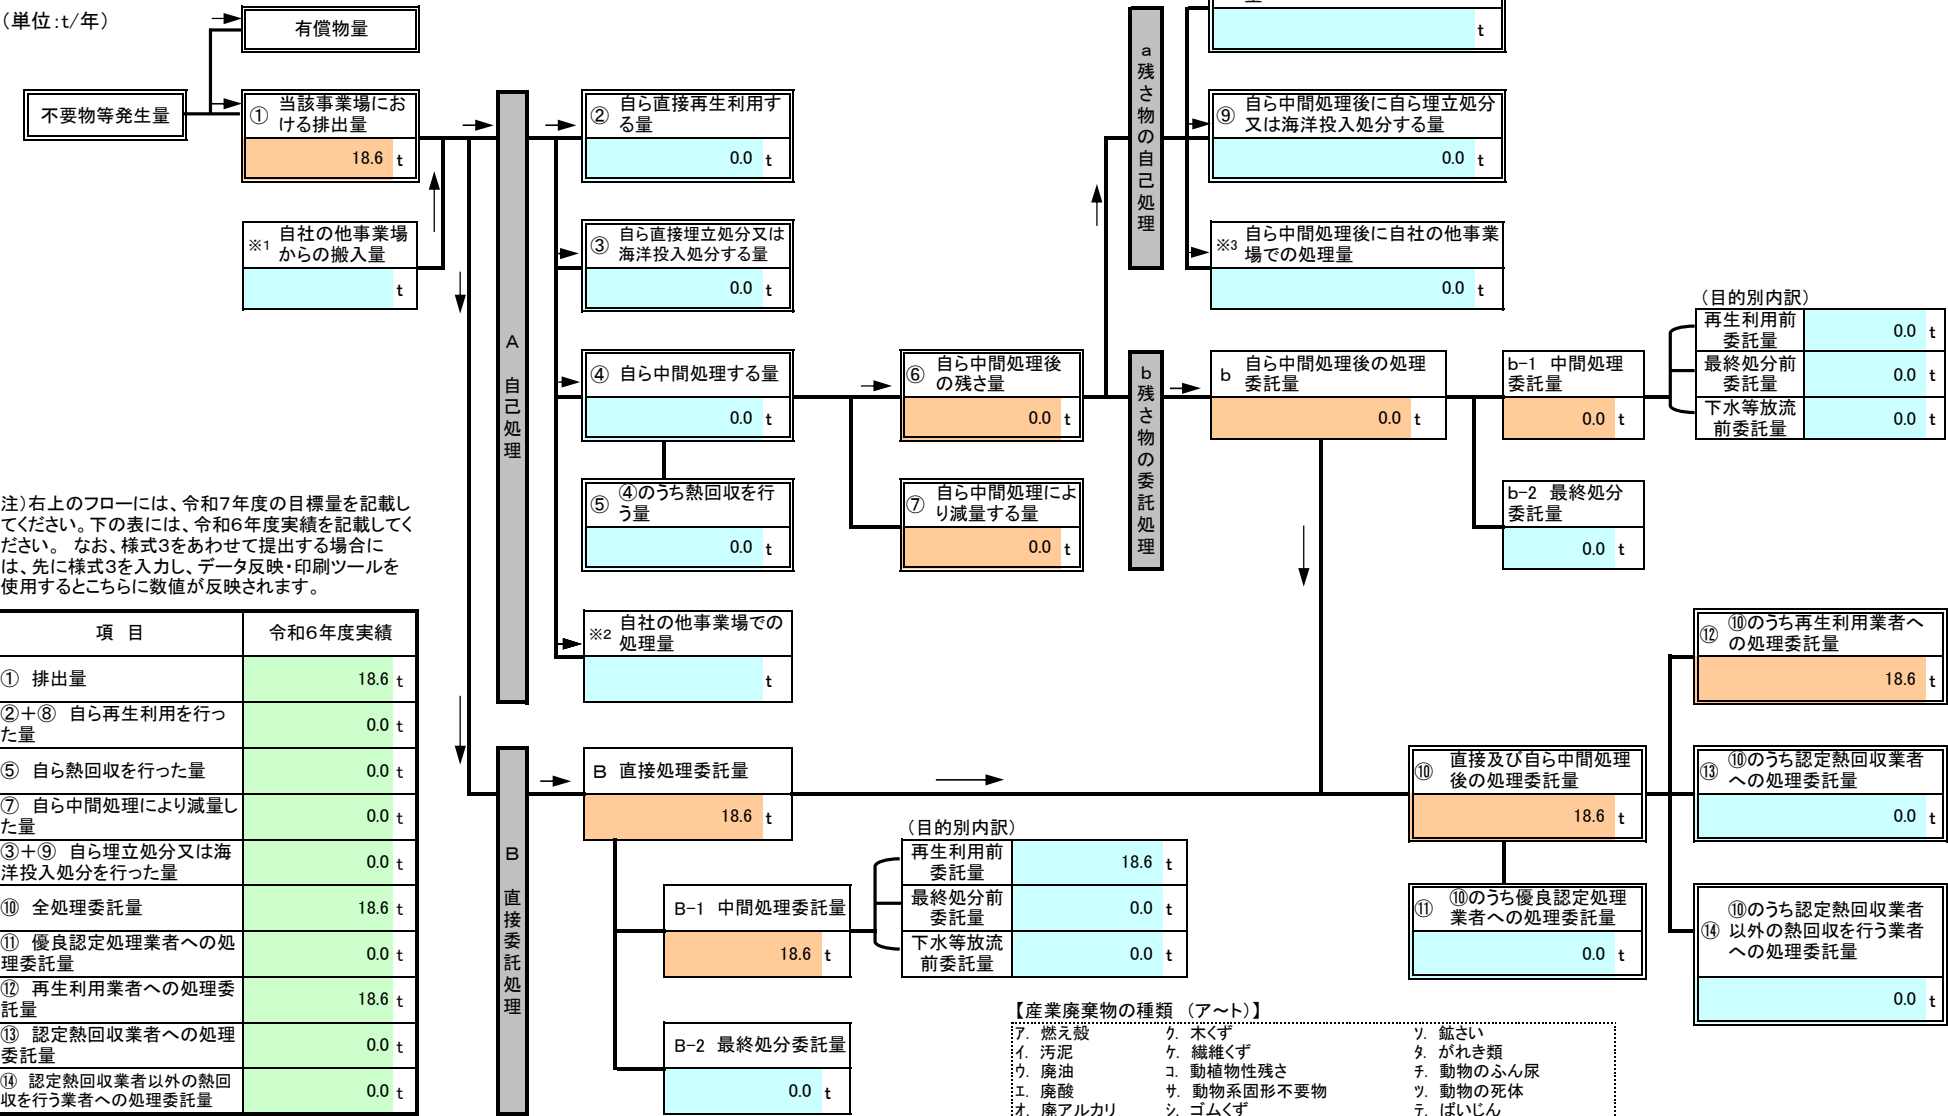 （単位:t/年）
有償物量
t
不要物等発生量
① 当該事業場にお
ける排出量
18.6 t
※1 自社の他事業場
からの搬入量
t
A
自己処理
② 自ら直接再生利用す
る量
0.0 t
③ 自ら直接埋立処分又は
海洋投入処分する量
0.0 t
④ 自ら中間処理する量
0.0 t
⑤ ④のうち熱回収を行
う量
0.0 t
※2 自社の他事業場での
処理量
t
⑥ 自ら中間処理後
の残さ量
0.0 t
⑦ 自ら中間処理によ
り減量する量
0.0 t
a
残さ物の自己処理
⑨ 自ら中間処理後に自ら埋立処分
又は海洋投入処分する量
0.0 t
※3 自ら中間処理後に自社の他事業
場での処理量
0.0 t
b
残さ物の委託処理
b 自ら中間処理後の処理
委託量
0.0 t
b-1 中間処理
委託量
0.0 t
b-2 最終処分
委託量
0.0 t
（目的別内訳）
再生利用前
委託量 0.0 t
最終処分前
委託量 0.0 t
下水等放流
前委託量 0.0 t
注）右上のフローには、令和７年度の目標量を記載し
てください。下の表には、令和６年度実績を記載してく
ださい。 なお、様式３をあわせて提出する場合に
は、先に様式３を入力し、データ反映・印刷ツールを
使用するとこちらに数値が反映されます。
項 目 令和６年度実績
① 排出量 18.6 t
②＋⑧ 自ら再生利用を行っ
た量 0.0 t
⑤ 自ら熱回収を行った量 0.0 t
⑦ 自ら中間処理により減量し
た量 0.0 t
③＋⑨ 自ら埋立処分又は海
洋投入処分を行った量 0.0 t
⑩ 全処理委託量 18.6 t
⑪ 優良認定処理業者への処
理委託量 0.0 t
⑫ 再生利用業者への処理委
託量 18.6 t
⑬ 認定熱回収業者への処理
委託量 0.0 t
⑭ 認定熱回収業者以外の熱回
収を行う業者への処理委託量 0.0 t
B
直接委託処理
B 直接処理委託量
18.6 t
B-1 中間処理委託量
18.6 t
B-2 最終処分委託量
0.0 t
（目的別内訳）
再生利用前
委託量 18.6 t
最終処分前
委託量 0.0 t
下水等放流
前委託量 0.0 t
⑩ 直接及び自ら中間処理
後の処理委託量
18.6 t
⑪ ⑩のうち優良認定処理
業者への処理委託量
0.0 t
⑫ ⑩のうち再生利用業者へ
の処理委託量
18.6 t
⑬ ⑩のうち認定熱回収業者
への処理委託量
0.0 t
⑭ ⑩のうち認定熱回収業者
以外の熱回収を行う業者
への処理委託量
0.0 t
【産業廃棄物の種類 （ア～ト）】
ア. 燃え殻 ク. 木くず ソ. 鉱さい
イ. 汚泥 ケ. 繊維くず タ. がれき類
ウ. 廃油 コ. 動植物性残さ チ. 動物のふん尿
エ. 廃酸 サ. 動物系固形不要物 ツ. 動物の死体
オ. 廃アルカリ シ. ゴムくず テ. ばいじん